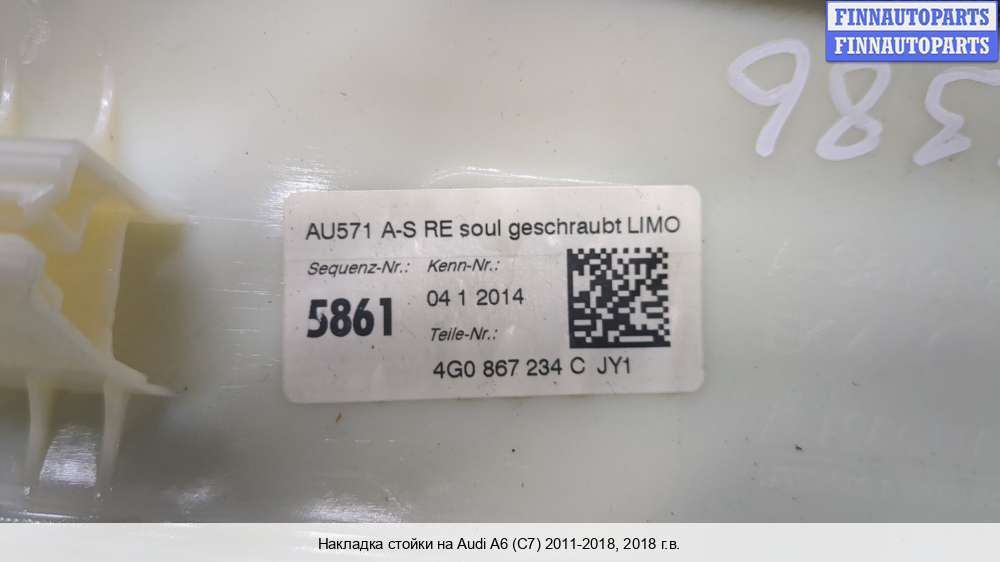 FINNAUTOPARTS
FINNAUTOPARTS
386
AU571 A-S RE soul geschraubt LIMO
Sequenz-Nr.: Kenn-Nr.:
5861 04 1 2014
Teile-Nr.:
4G0 867 234 C JY1
Накладка стойки на Audi A6 (C7) 2011-2018, 2018 г.в.